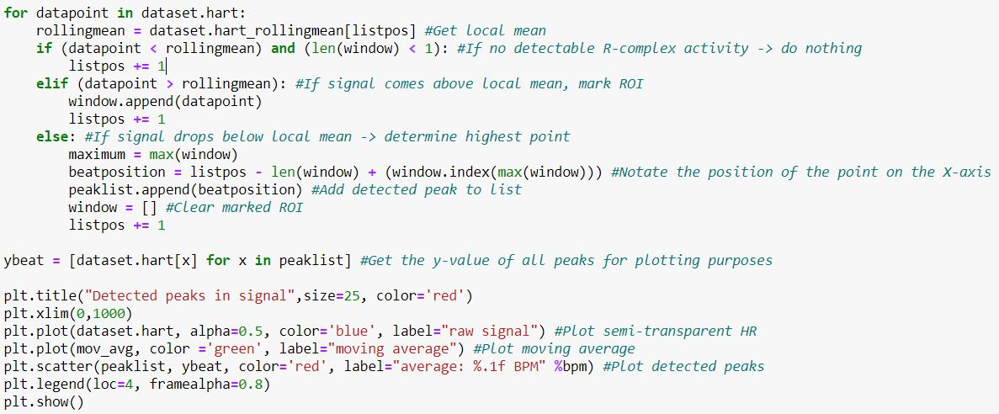 for datapoint in dataset.hart:
    rollingmean = dataset.hart_rollingmean[listpos] #Get local mean
    if (datapoint < rollingmean) and (len(window) < 1): #If no detectable R-complex activity -> do nothing
        listpos += 1
    elif (datapoint > rollingmean): #If signal comes above local mean, mark ROI
        window.append(datapoint)
        listpos += 1
    else: #If signal drops below local mean -> determine highest point
        maximum = max(window)
        beatposition = listpos - len(window) + (window.index(max(window))) #Notate the position of the point on the X-axis
        peaklist.append(beatposition) #Add detected peak to list
        window = [] #Clear marked ROI
        listpos += 1

ybeat = [dataset.hart[x] for x in peaklist] #Get the y-value of all peaks for plotting purposes

plt.title("Detected peaks in signal",size=25, color='red')
plt.xlim(0,1000)
plt.plot(dataset.hart, alpha=0.5, color='blue', label="raw signal") #Plot semi-transparent HR
plt.plot(mov_avg, color ='green', label="moving average") #Plot moving average
plt.scatter(peaklist, ybeat, color='red', label="average: %.1f BPM" %bpm) #Plot detected peaks
plt.legend(loc=4, framealpha=0.8)
plt.show()